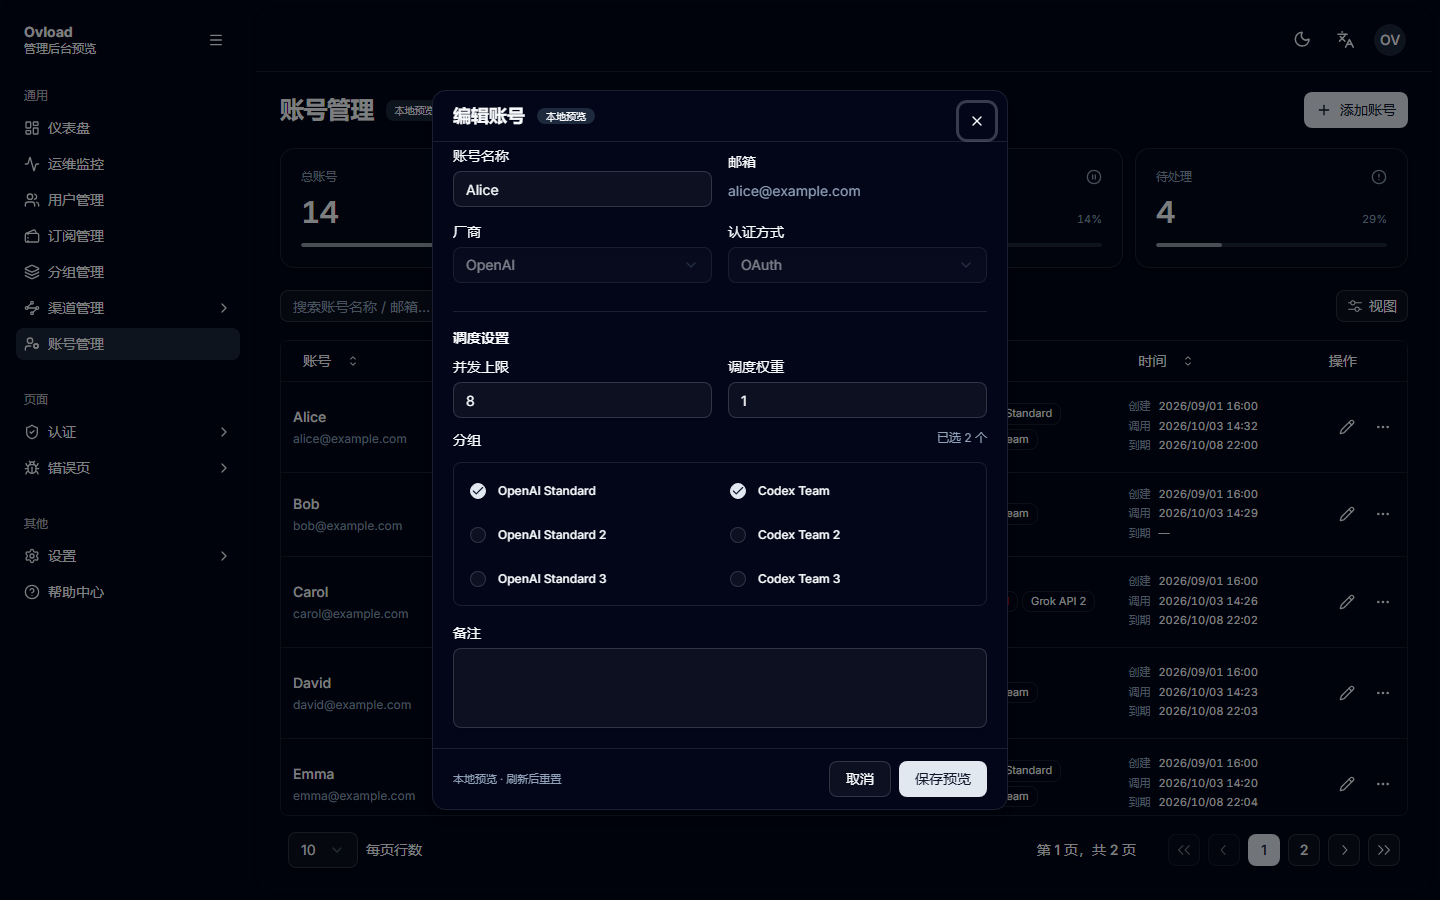 Ovload
管理后台预览
OV
通用
仪表盘
运维监控
用户管理
订阅管理
分组管理
渠道管理
账号管理
页面
认证
错误页
其他
设置
帮助中心
账号管理
本地预览
添加账号
总账号
14
14%
待处理
4
29%
搜索账号名称 / 邮箱...
视图
账号
时间
操作
Alice
alice@example.com
Standard
eam
创建 2026/09/01 16:00
调用 2026/10/03 14:32
到期 2026/10/08 22:00
Bob
bob@example.com
eam
创建 2026/09/01 16:00
调用 2026/10/03 14:29
到期 —
Carol
carol@example.com
Grok API 2
创建 2026/09/01 16:00
调用 2026/10/03 14:26
到期 2026/10/08 22:02
David
david@example.com
eam
创建 2026/09/01 16:00
调用 2026/10/03 14:23
到期 2026/10/08 22:03
Emma
emma@example.com
Standard
eam
创建 2026/09/01 16:00
调用 2026/10/03 14:20
到期 2026/10/08 22:04
10
每页行数
第 1 页，共 2 页
1
2
编辑账号
本地预览
账号名称
Alice
邮箱
alice@example.com
厂商
OpenAI
认证方式
OAuth
调度设置
并发上限
8
调度权重
1
分组
已选 2 个
OpenAI Standard
Codex Team
OpenAI Standard 2
Codex Team 2
OpenAI Standard 3
Codex Team 3
备注
本地预览 · 刷新后重置
取消
保存预览